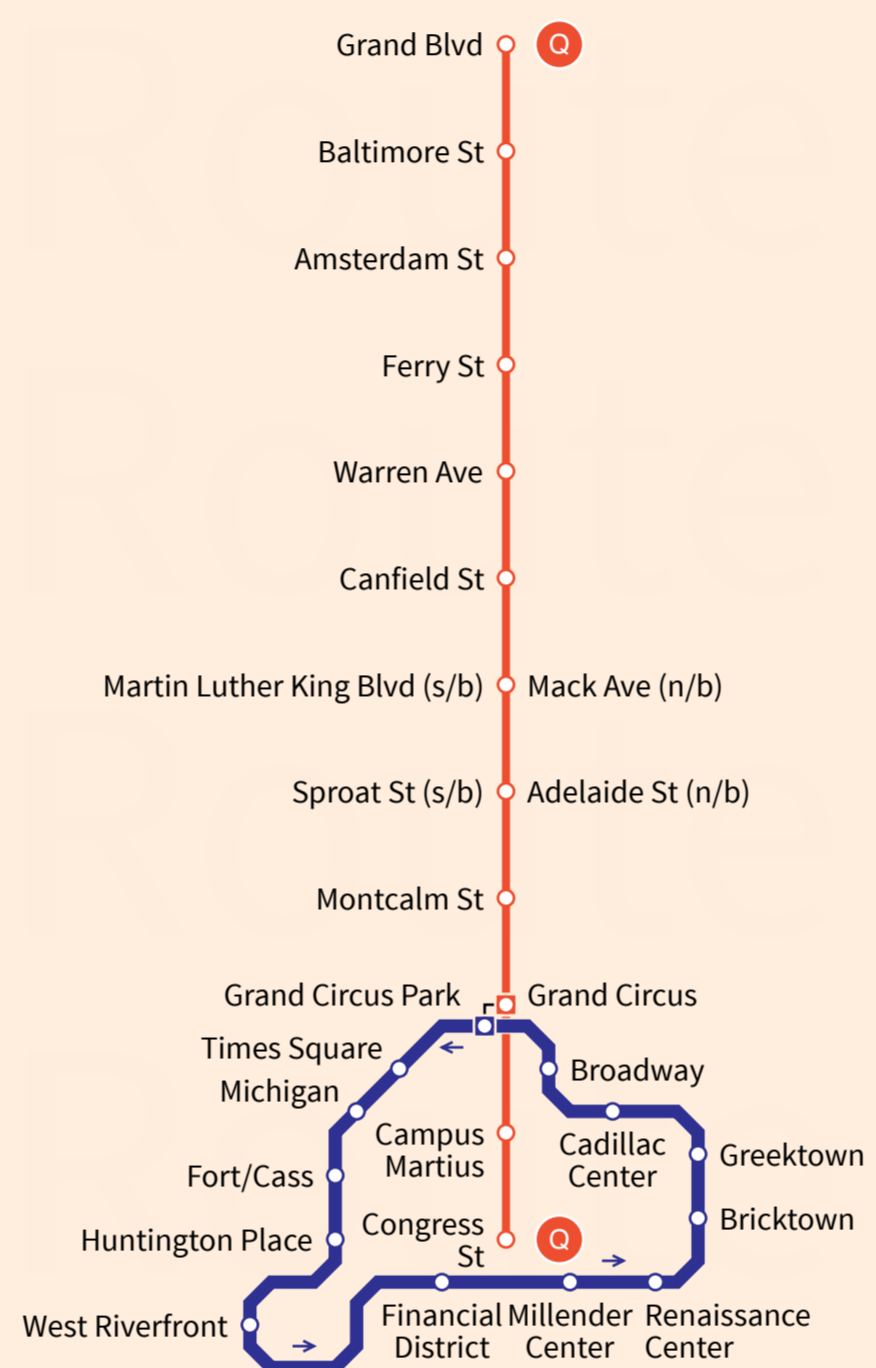 Grand Blvd Q
Baltimore St
Amsterdam St
Ferry St
Warren Ave
Canfield St
Martin Luther King Blvd (s/b) Mack Ave (n/b)
Sproat St (s/b) Adelaide St (n/b)
Montcalm St
Grand Circus Park Grand Circus
Times Square
Broadway
Michigan
Campus
Martius
Cadillac
Center
Greektown
Fort/Cass
Bricktown
Huntington Place
Congress
St
Q
West Riverfront
Financial
District
Millender
Center
Renaissance
Center